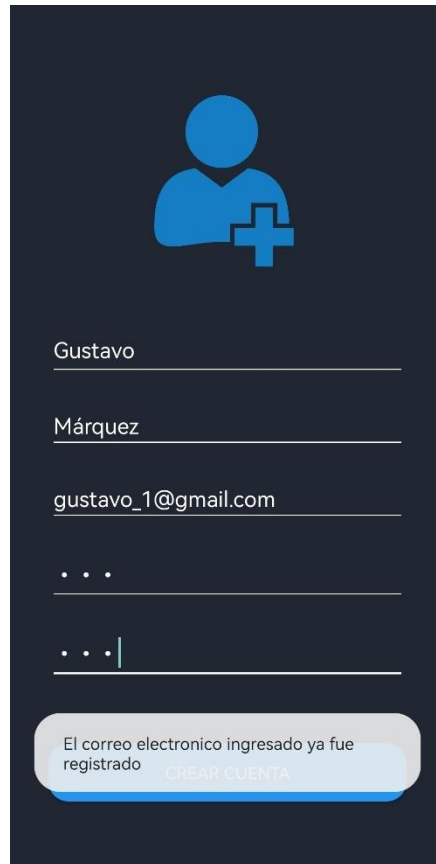 Gustavo
Márquez
gustavo_1@gmail.com
• • •
• • •
El correo electronico ingresado ya fue
registrado
CREAR CUENTA